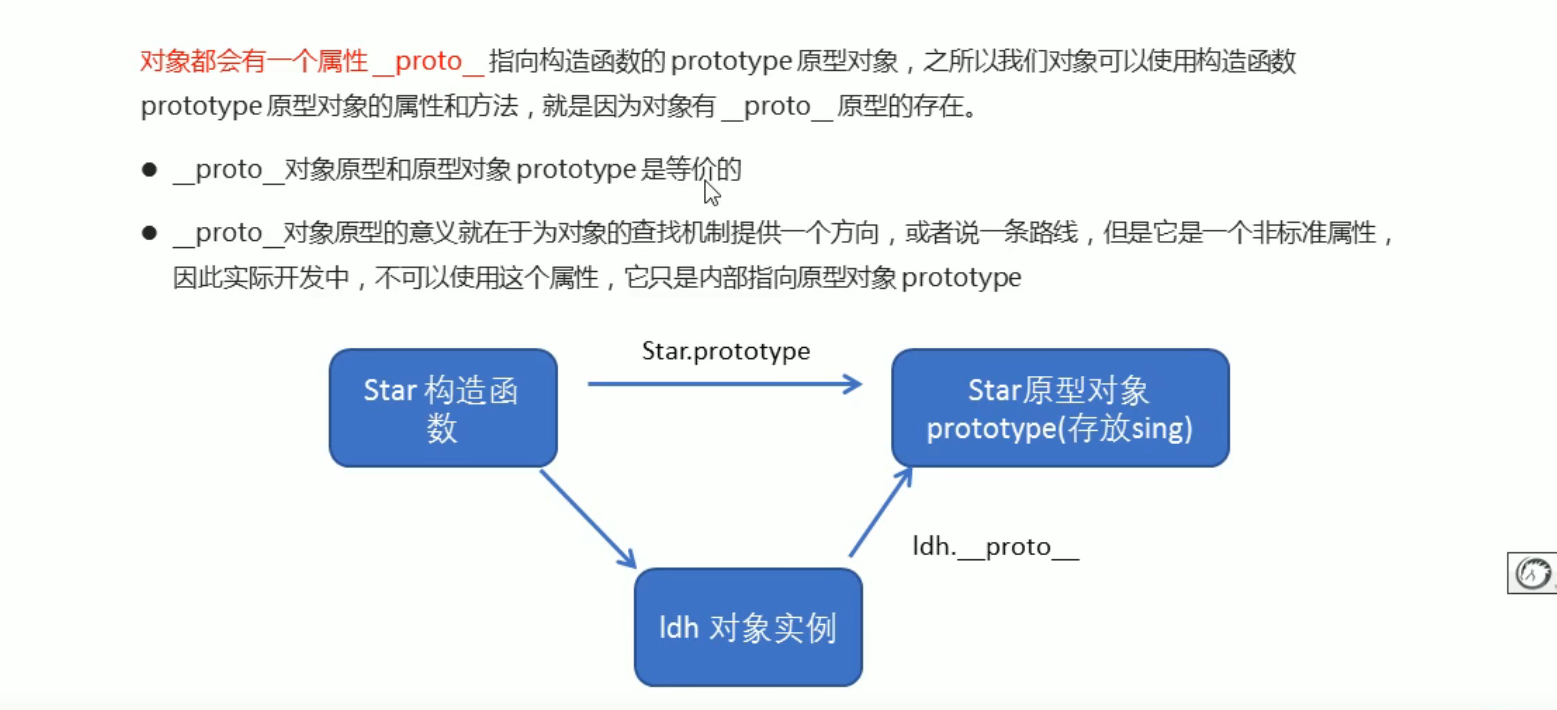 对象都会有一个属性 __proto__ 指向构造函数的 prototype 原型对象，之所以我们对象可以使用构造函数
prototype 原型对象的属性和方法，就是因为对象有 __proto__ 原型的存在。
● __proto__对象原型和原型对象 prototype 是等价的
● __proto__对象原型的意义就在于为对象的查找机制提供一个方向，或者说一条路线，但是它是一个非标准属性，
因此实际开发中，不可以使用这个属性，它只是内部指向原型对象 prototype
Star.prototype
Star 构造函
数
Star原型对象
prototype(存放sing)
ldh.__proto__
ldh 对象实例